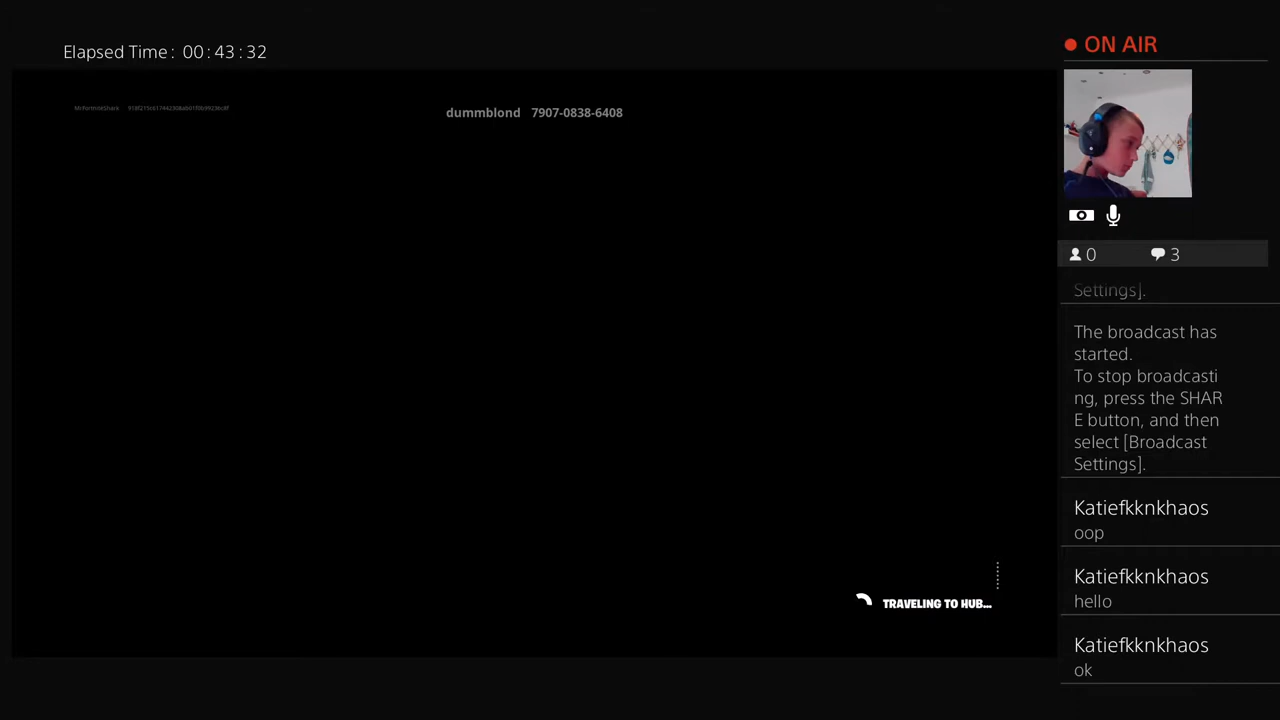 Elapsed Time: 00:43:32
ON AIR
McFortniteShark
dummblond 7907-0838-6408
0 3
Settings].
The broadcast has
started.
To stop broadcasti
ng, press the SHAR
E button, and then
select [Broadcast
Settings].
Katiefkknkhaos
oop
Katiefkknkhaos
hello
Katiefkknkhaos
ok
TRAVELING TO HUB...